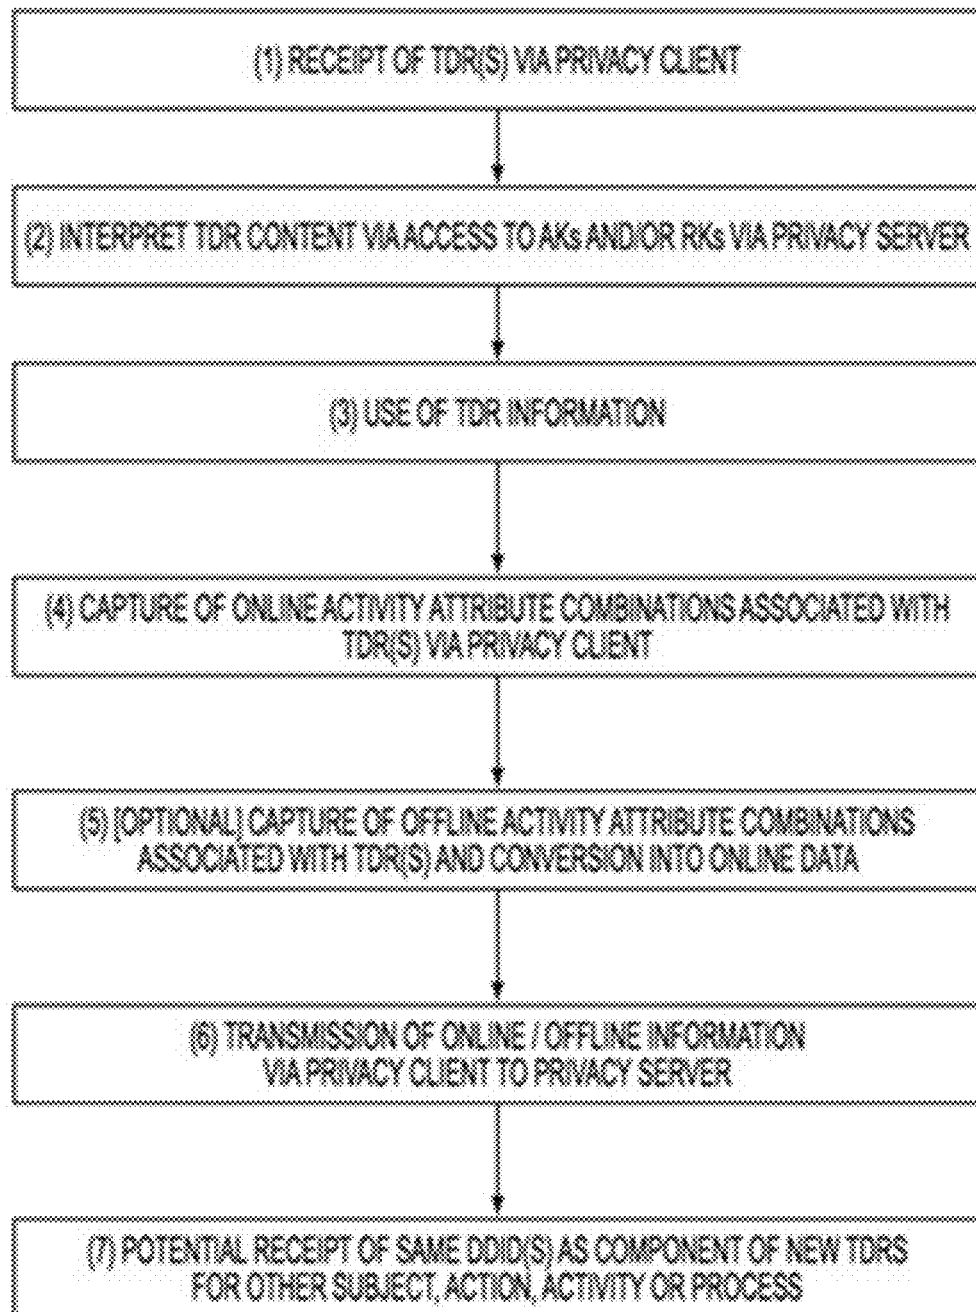 (1) RECEIPT OF TDR(S) VIA PRIVACY CLIENT
(2) INTERPRET TDR CONTENT VIA ACCESS TO AKs AND/OR RKs VIA PRIVACY SERVER
(3) USE OF TDR INFORMATION
(4) CAPTURE OF ONLINE ACTIVITY ATTRIBUTE COMBINATIONS ASSOCIATED WITH
TDR(S) VIA PRIVACY CLIENT
(5) [OPTIONAL] CAPTURE OF OFFLINE ACTIVITY ATTRIBUTE COMBINATIONS
ASSOCIATED WITH TDR(S) AND CONVERSION INTO ONLINE DATA
(6) TRANSMISSION OF ONLINE / OFFLINE INFORMATION
VIA PRIVACY CLIENT TO PRIVACY SERVER
(7) POTENTIAL RECEIPT OF SAME DDID(S) AS COMPONENT OF NEW TDRS
FOR OTHER SUBJECT, ACTION, ACTIVITY OR PROCESS